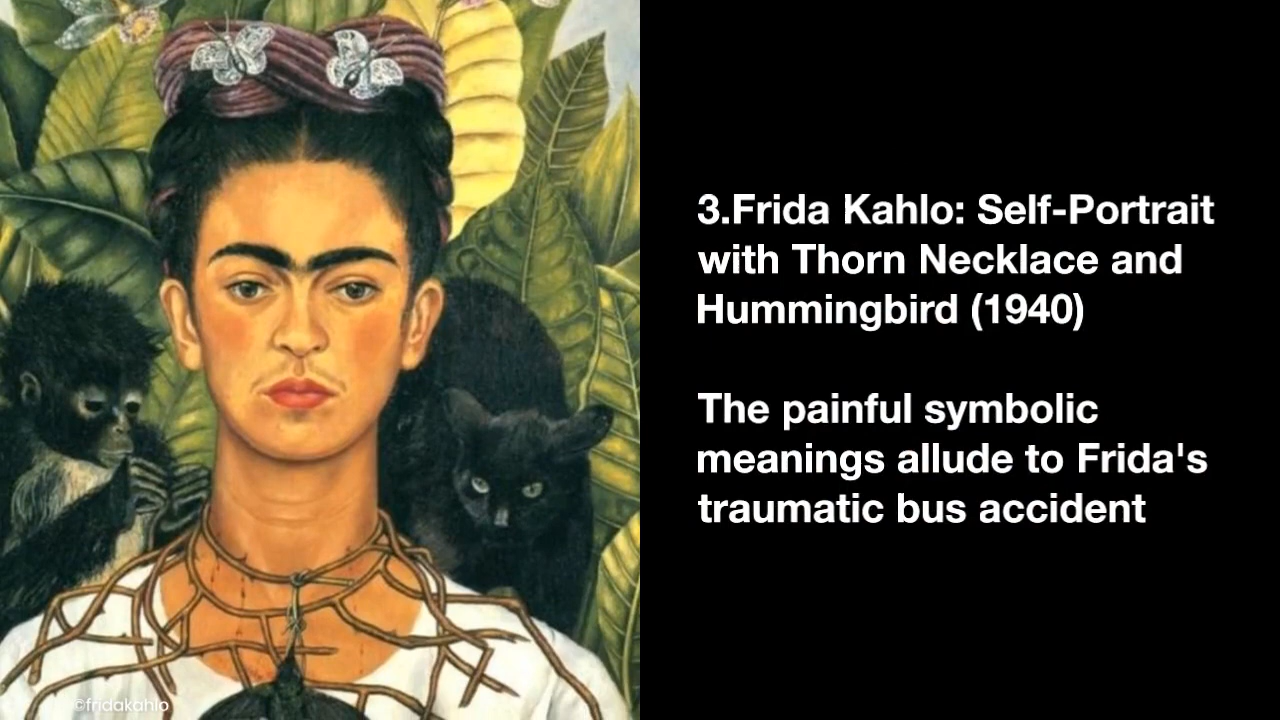 3.Frida Kahlo: Self-Portrait
with Thorn Necklace and
Hummingbird (1940)
The painful symbolic
meanings allude to Frida's
traumatic bus accident
©fridakahlo